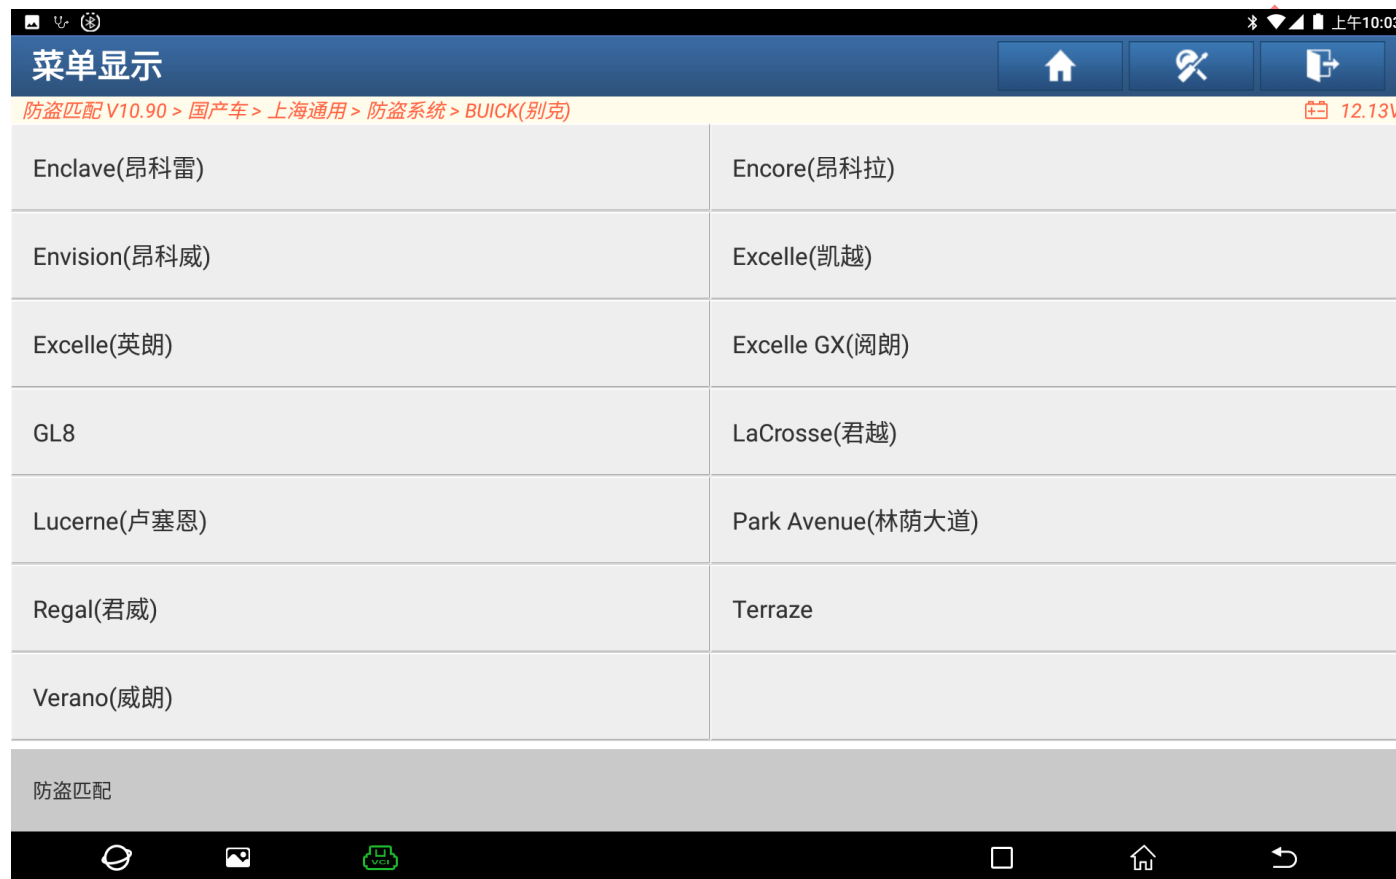 上午10:03
菜单显示
防盗匹配 V10.90 > 国产车 > 上海通用 > 防盗系统 > BUICK(别克)
12.13V
Enclave(昂科雷)
Encore(昂科拉)
Envision(昂科威)
Excelle(凯越)
Excelle(英朗)
Excelle GX(阅朗)
GL8
LaCrosse(君越)
Lucerne(卢塞恩)
Park Avenue(林荫大道)
Regal(君威)
Terraze
Verano(威朗)
防盗匹配
VCI